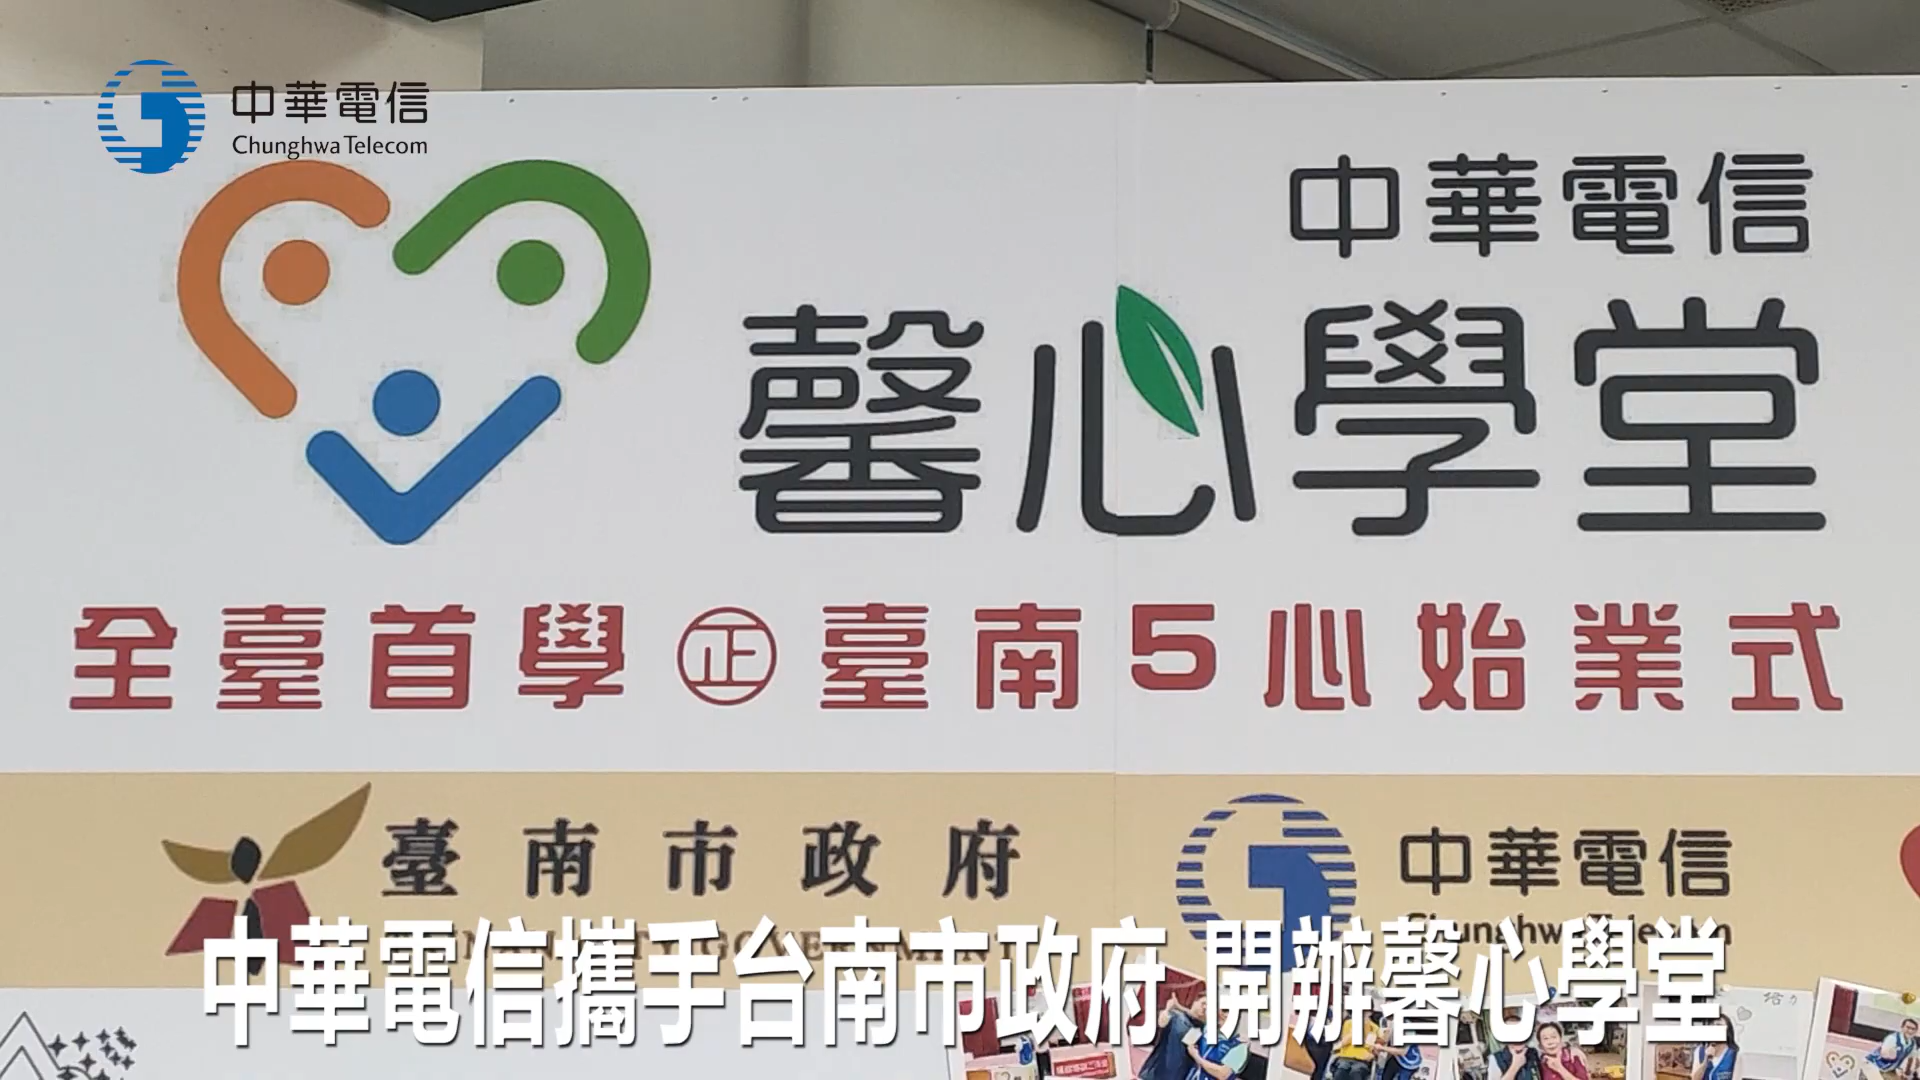 中華電信
Chunghwa Telecom
中華電信
馨心學堂
全臺首學㊣臺南5心始業式
臺南市政府
中華電信
中華電信攜手台南市政府 開辦馨心學堂